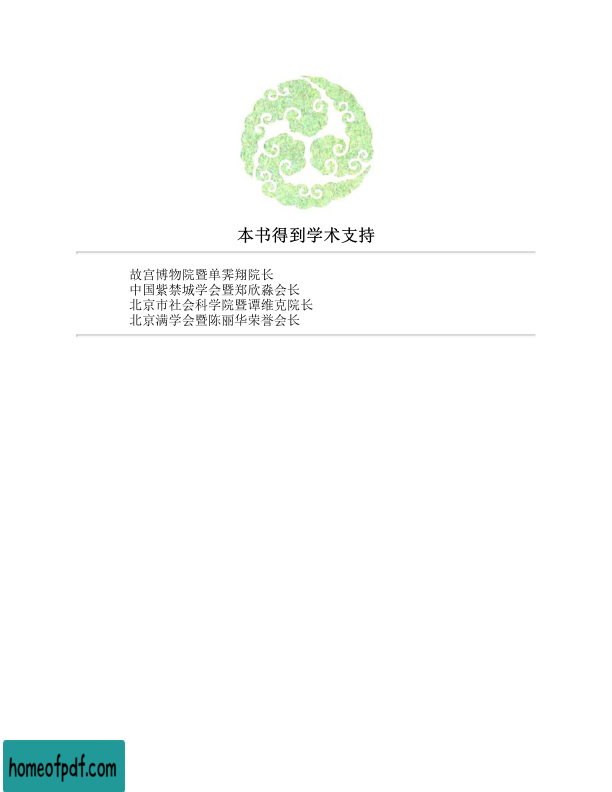 本书得到学术支持
故宫博物院暨单霁翔院长
中国紫禁城学会暨郑欣淼会长
北京市社会科学院暨谭维克院长
北京满学会暨陈丽华荣誉会长
homeofpdf.com